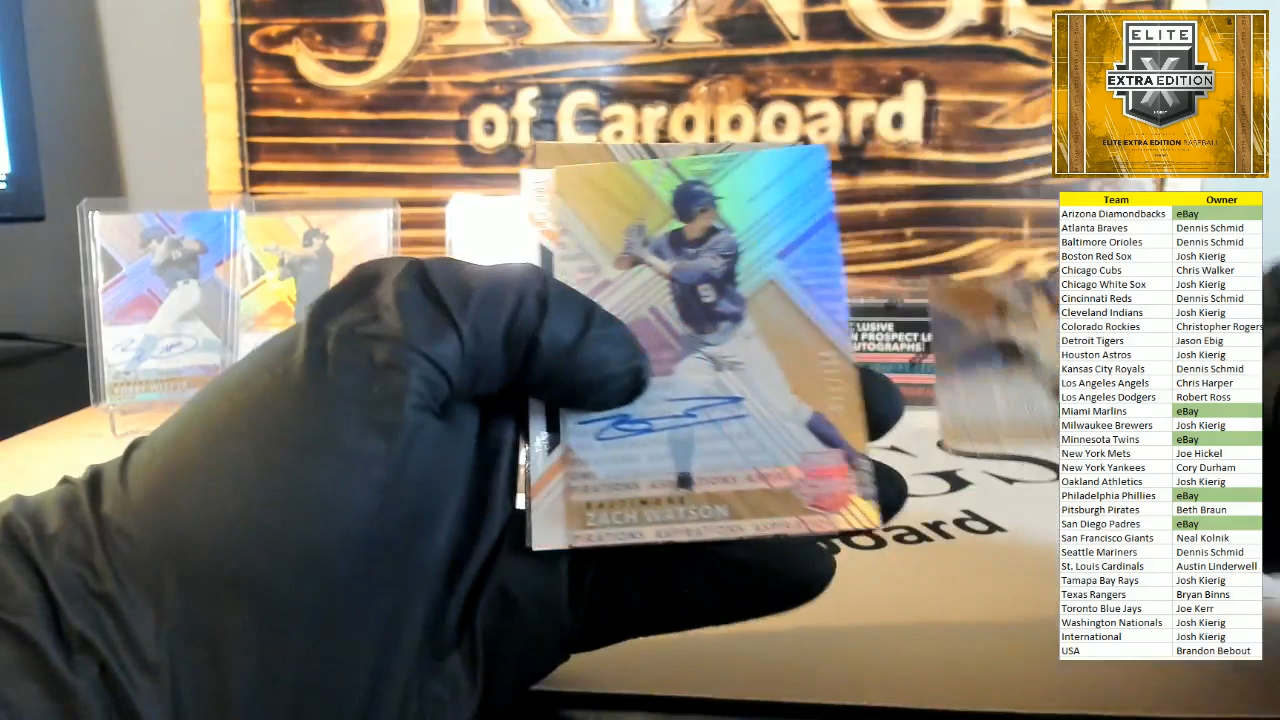 KINGS
of Cardboard
ELITE
X
EXTRA EDITION
ELITE EXTRA EDITION BASEBALL
9
BALTIMORE
ZACH WATSON
UTOGRAPHS
board
Team Owner
Arizona Diamondbacks eBay
Atlanta Braves Dennis Schmid
Baltimore Orioles Dennis Schmid
Boston Red Sox Josh Kierig
Chicago Cubs Chris Walker
Chicago White Sox Josh Kierig
Cincinnati Reds Dennis Schmid
Cleveland Indians Josh Kierig
Colorado Rockies Christopher Rogers
Detroit Tigers Jason Ebig
Houston Astros Josh Kierig
Kansas City Royals Dennis Schmid
Los Angeles Angels Chris Harper
Los Angeles Dodgers Robert Ross
Miami Marlins eBay
Milwaukee Brewers Josh Kierig
Minnesota Twins eBay
New York Mets Joe Hickel
New York Yankees Cory Durham
Oakland Athletics Josh Kierig
Philadelphia Phillies eBay
Pittsburgh Pirates Beth Braun
San Diego Padres eBay
San Francisco Giants Neal Kolnik
Seattle Mariners Dennis Schmid
St. Louis Cardinals Austin Linderwell
Tamapa Bay Rays Josh Kierig
Texas Rangers Bryan Binns
Toronto Blue Jays Joe Kerr
Washington Nationals Josh Kierig
International Josh Kierig
USA Brandon Bebout